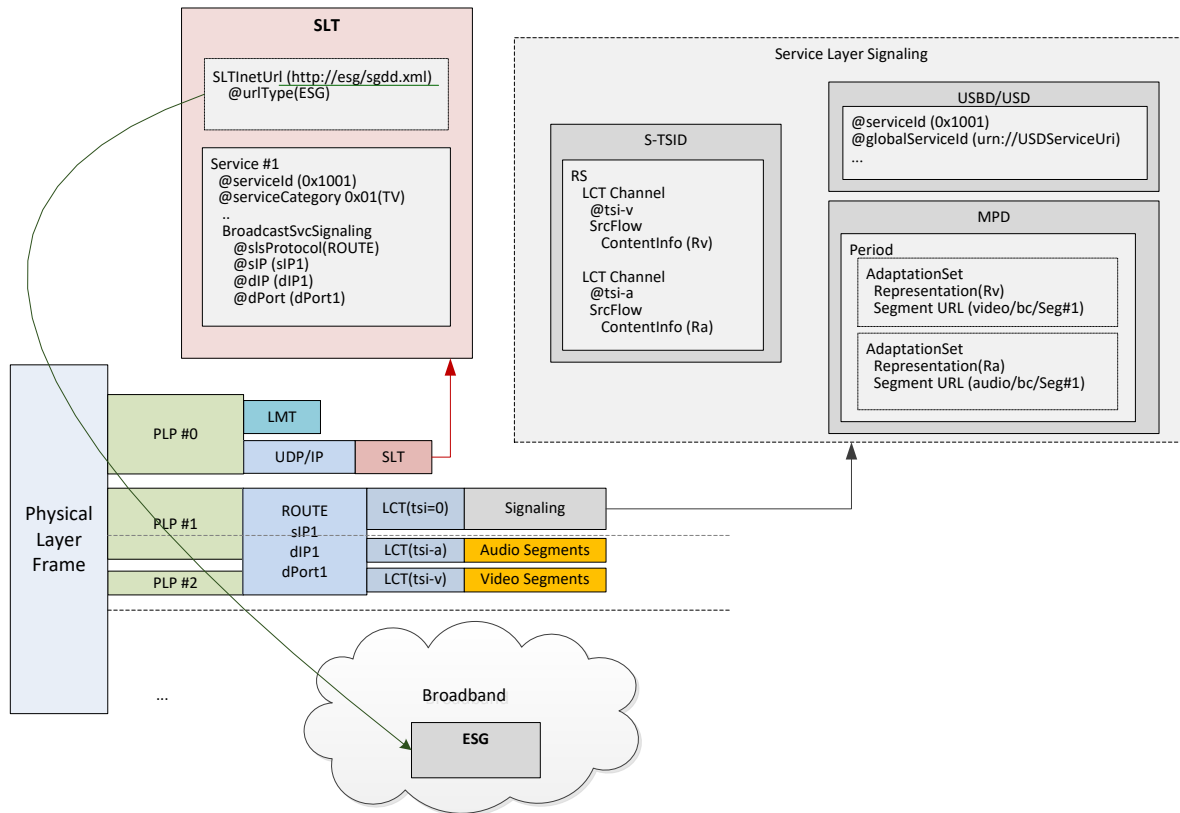 SLT
SLTInetUrl (http://esg/sgdd.xml)
@urlType(ESG)
Service #1
@serviceId (0x1001)
@serviceCategory 0x01(TV)
..
BroadcastSvcSignaling
@slsProtocol(ROUTE)
@sIP (sIP1)
@dIP (dIP1)
@dPort (dPort1)
Service Layer Signaling
S-TSID
RS
LCT Channel
@tsi-v
SrcFlow
ContentInfo (Rv)
LCT Channel
@tsi-a
SrcFlow
ContentInfo (Ra)
USBD/USD
@serviceId (0x1001)
@globalServiceId (urn://USDServiceUri)
...
MPD
Period
AdaptationSet
Representation(Rv)
Segment URL (video/bc/Seg#1)
AdaptationSet
Representation(Ra)
Segment URL (audio/bc/Seg#1)
Physical
Layer
Frame
PLP #0
LMT
UDP/IP
SLT
PLP #1
PLP #2
ROUTE
sIP1
dIP1
dPort1
LCT(tsi=0)
Signaling
LCT(tsi-a)
Audio Segments
LCT(tsi-v)
Video Segments
...
Broadband
ESG